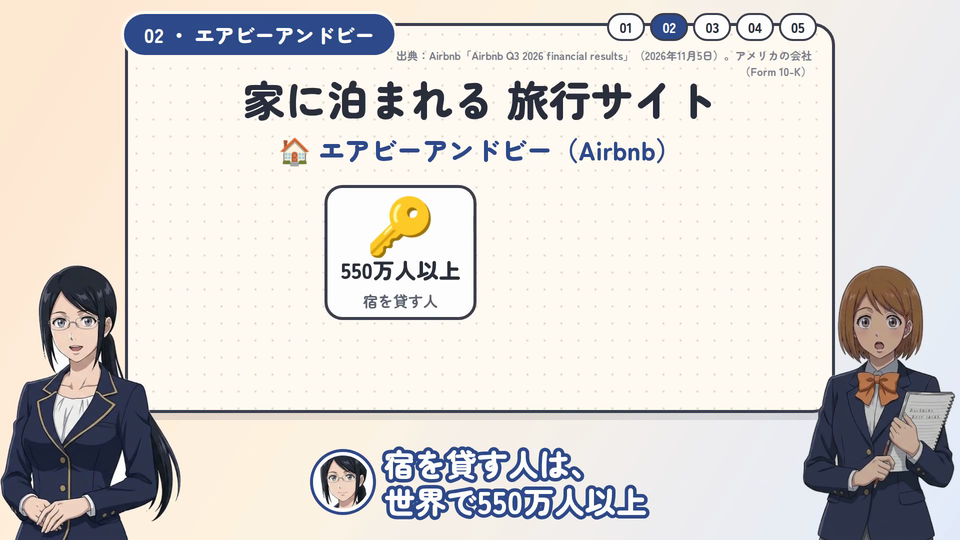 02 ・ エアビーアンドビー
01 02 03 04 05
出典：Airbnb「Airbnb Q3 2026 financial results」（2026年11月5日）。アメリカの会社
（Form 10-K）
家に泊まれる 旅行サイト
エアビーアンドビー（Airbnb）
550万人以上
宿を貸す人
宿を貸す人は、
世界で550万人以上